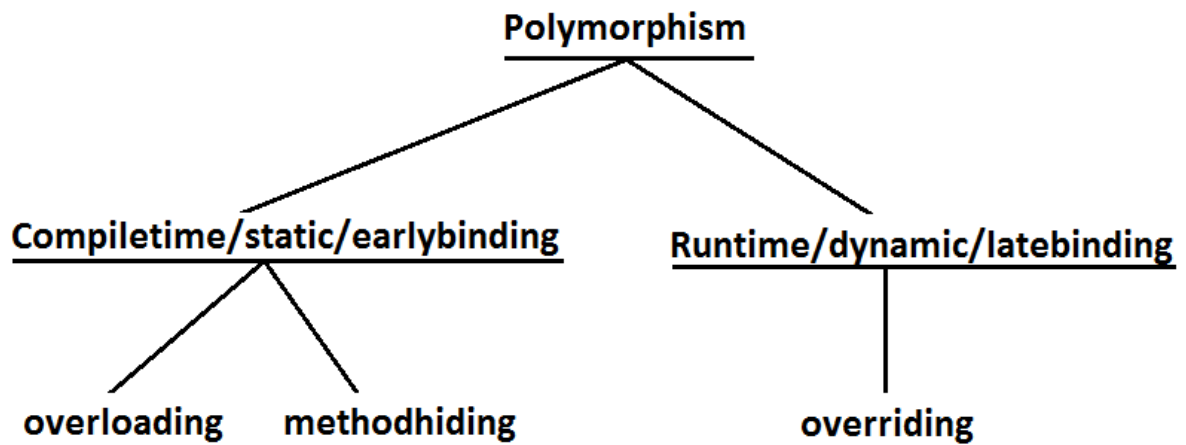 Polymorphism
Compiletime/static/earlybinding
Runtime/dynamic/latebinding
overloading
methodhiding
overriding